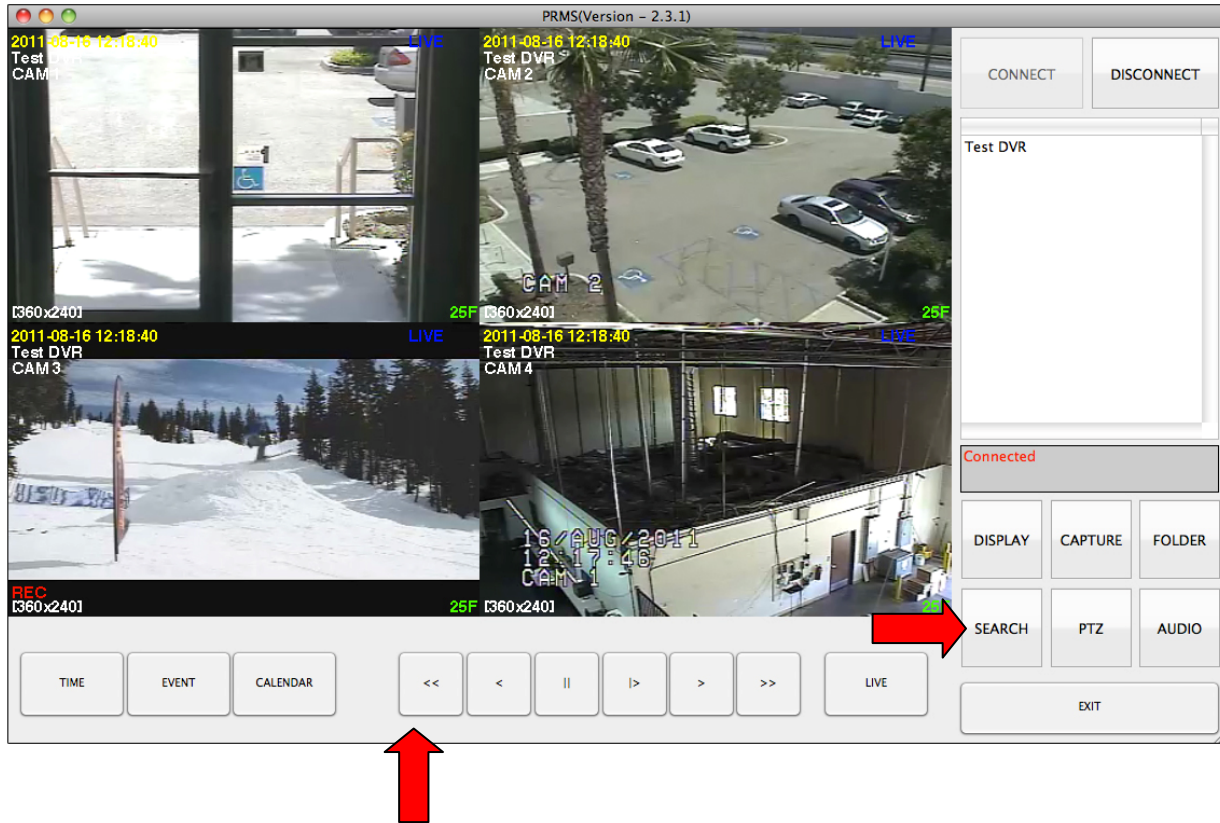 PRMS(Version – 2.3.1)
2011-08-16 12:18:40 LIVE
Test DVR
CAM 1
[360x240] 25F
2011-08-16 12:18:40 LIVE
Test DVR
CAM 2
CAM 2
[360x240] 25F
2011-08-16 12:18:40 LIVE
Test DVR
CAM 3
REC
[360x240] 25F
2011-08-16 12:18:40 LIVE
Test DVR
CAM 4
16/AUG/2011
12:17:46
CAM 1
[360x240]
CONNECT DISCONNECT
Test DVR
Connected
DISPLAY CAPTURE FOLDER
SEARCH PTZ AUDIO
EXIT
TIME EVENT CALENDAR << < || |> > >> LIVE